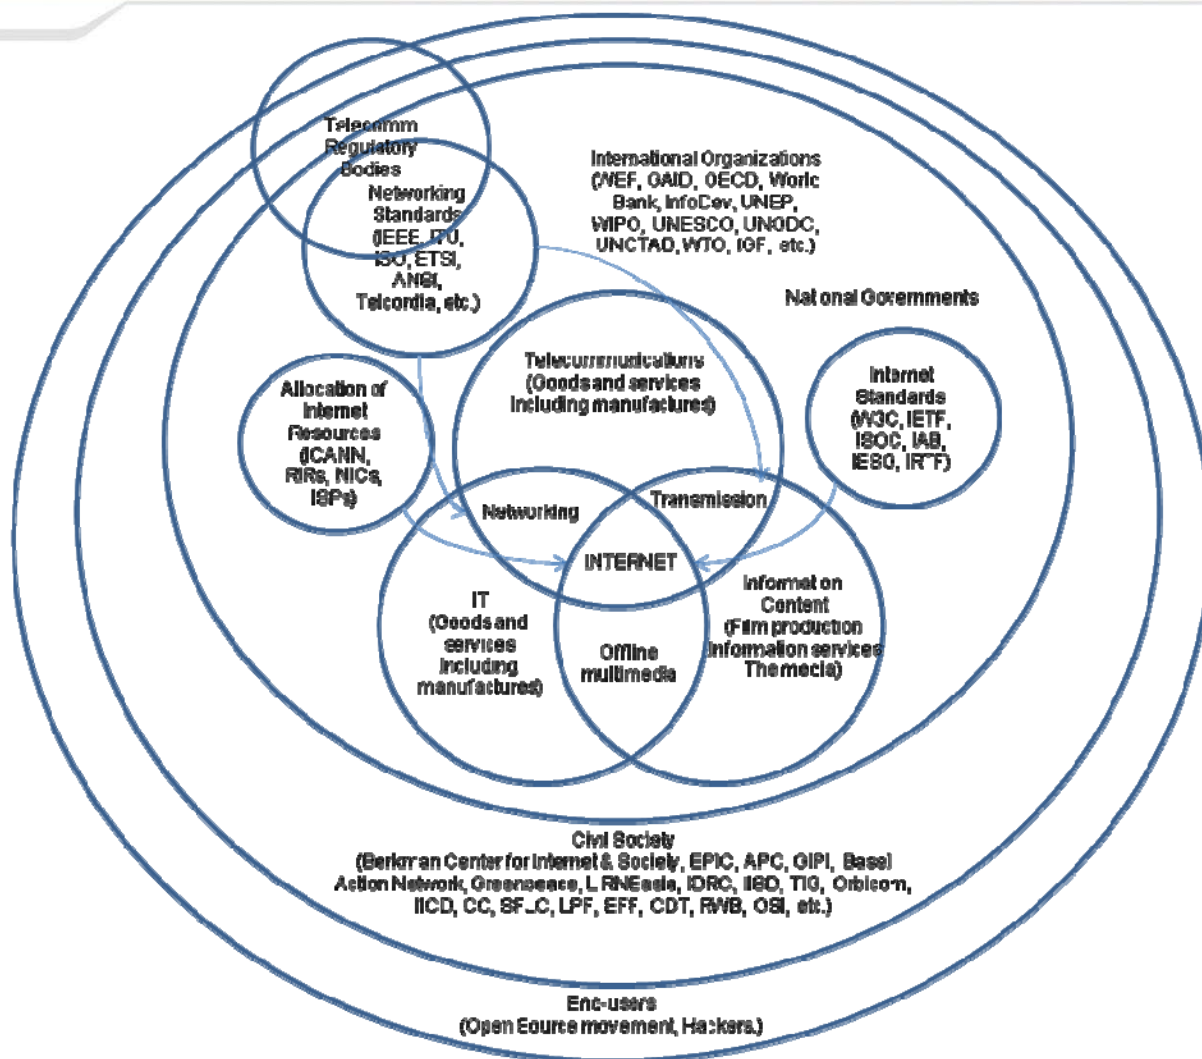 Telecomm
Regulatory
Bodies
Networking
Standards
(IEEE, ITU,
ISO, ETSI,
ANSI,
Telcordia, etc.)
International Organizations
(WEF, GAID, OECD, World
Bank, InfoDev, UNEP,
WIPO, UNESCO, UNODC,
UNCTAD, WTO, IGF, etc.)
National Governments
Telecommunications
(Goods and services
including manufactures)
Allocation of
Internet
Resources
(ICANN,
RIRs, NICs,
ISPs)
Internet
Standards
(W3C, IETF,
ISOC, IAB,
IESG, IRTF)
Networking
Transmission
INTERNET
IT
(Goods and
services
including
manufactures)
Offline
multimedia
Information
Content
(Film production
Information services
The media)
Civil Society
(Berkman Center for Internet & Society, EPIC, APC, GIPI, Basel
Action Network, Greenpeace, LIRNEasia, IDRC, IISD, TIG, Orbicom,
IICD, CC, SFLC, LPF, EFF, CDT, RWB, OSI, etc.)
End-users
(Open Source movement, Hackers.)